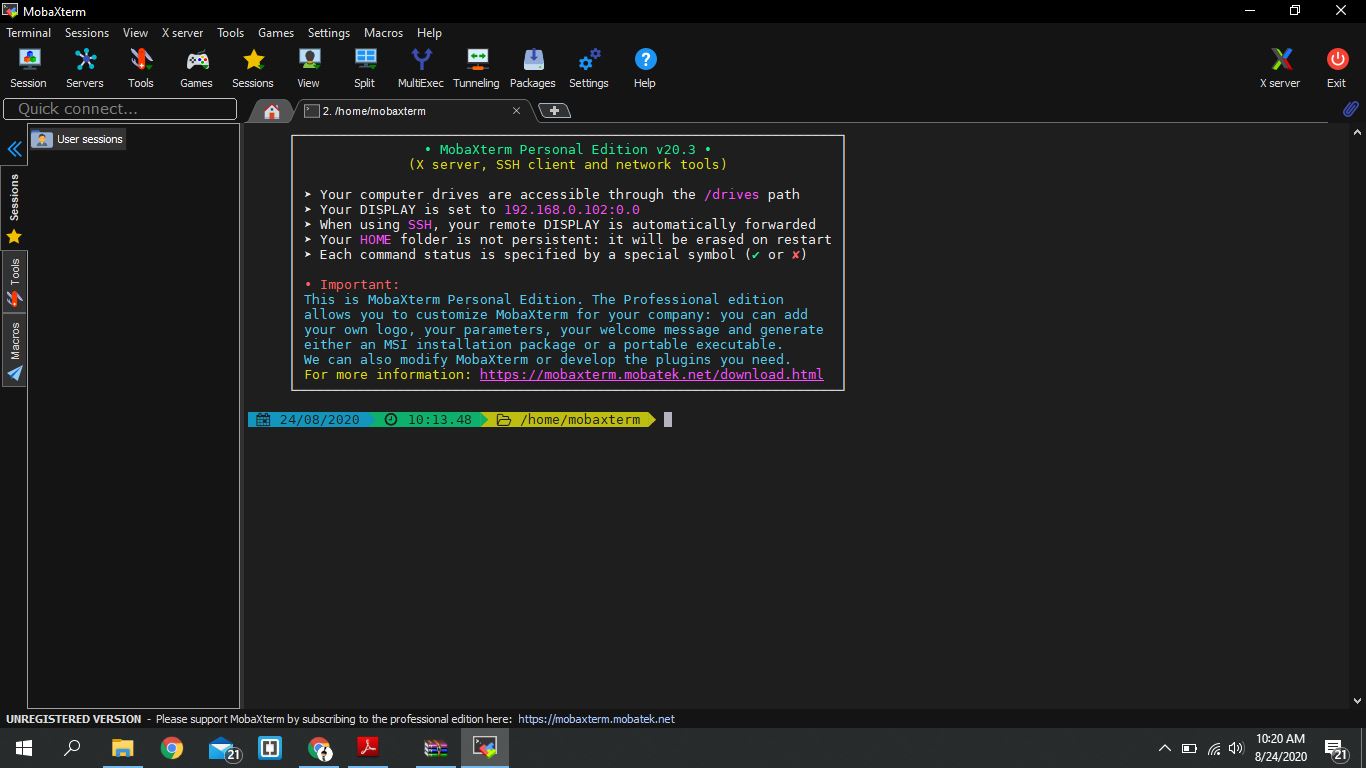 MobaXterm
Terminal Sessions View X server Tools Games Settings Macros Help
Session Servers Tools Games Sessions View Split MultiExec Tunneling Packages Settings Help X server Exit
Quick connect...
2. /home/mobaxterm
User sessions
Sessions
Tools
Macros
• MobaXterm Personal Edition v20.3 •
(X server, SSH client and network tools)
➤ Your computer drives are accessible through the /drives path
➤ Your DISPLAY is set to 192.168.0.102:0.0
➤ When using SSH, your remote DISPLAY is automatically forwarded
➤ Your HOME folder is not persistent: it will be erased on restart
➤ Each command status is specified by a special symbol (✔ or ✘)
• Important:
This is MobaXterm Personal Edition. The Professional edition
allows you to customize MobaXterm for your company: you can add
your own logo, your parameters, your welcome message and generate
either an MSI installation package or a portable executable.
We can also modify MobaXterm or develop the plugins you need.
For more information: https://mobaxterm.mobatek.net/download.html
24/08/2020 10:13.48 /home/mobaxterm
UNREGISTERED VERSION - Please support MobaXterm by subscribing to the professional edition here: https://mobaxterm.mobatek.net
21
10:20 AM
8/24/2020
21